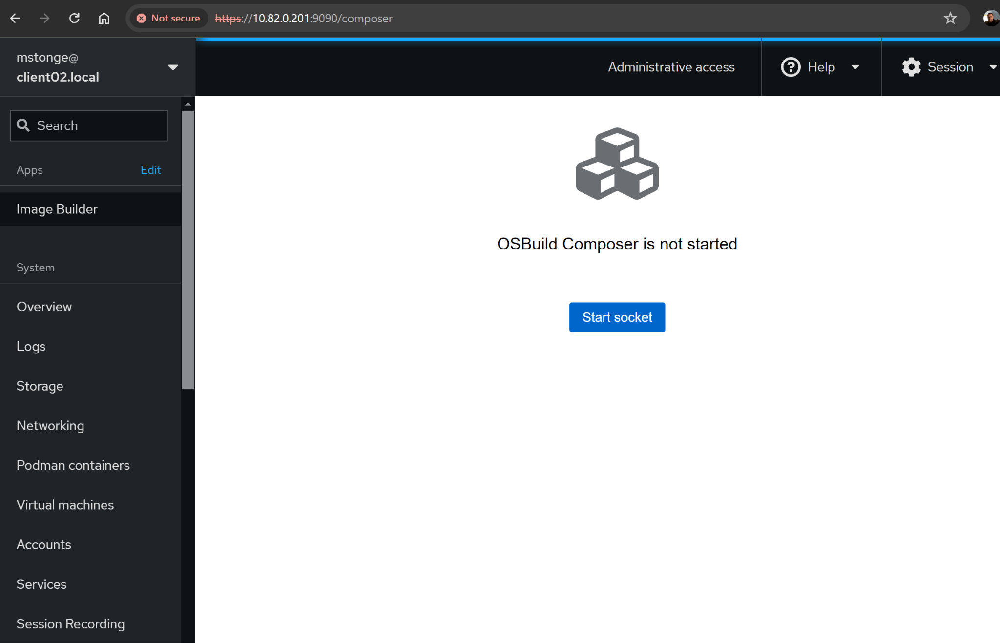 Not secure https://10.82.0.201:9090/composer
mstonge@
client02.local
Administrative access
Help
Session
Search
Apps Edit
Image Builder
System
Overview
Logs
Storage
Networking
Podman containers
Virtual machines
Accounts
Services
Session Recording
OSBuild Composer is not started
Start socket